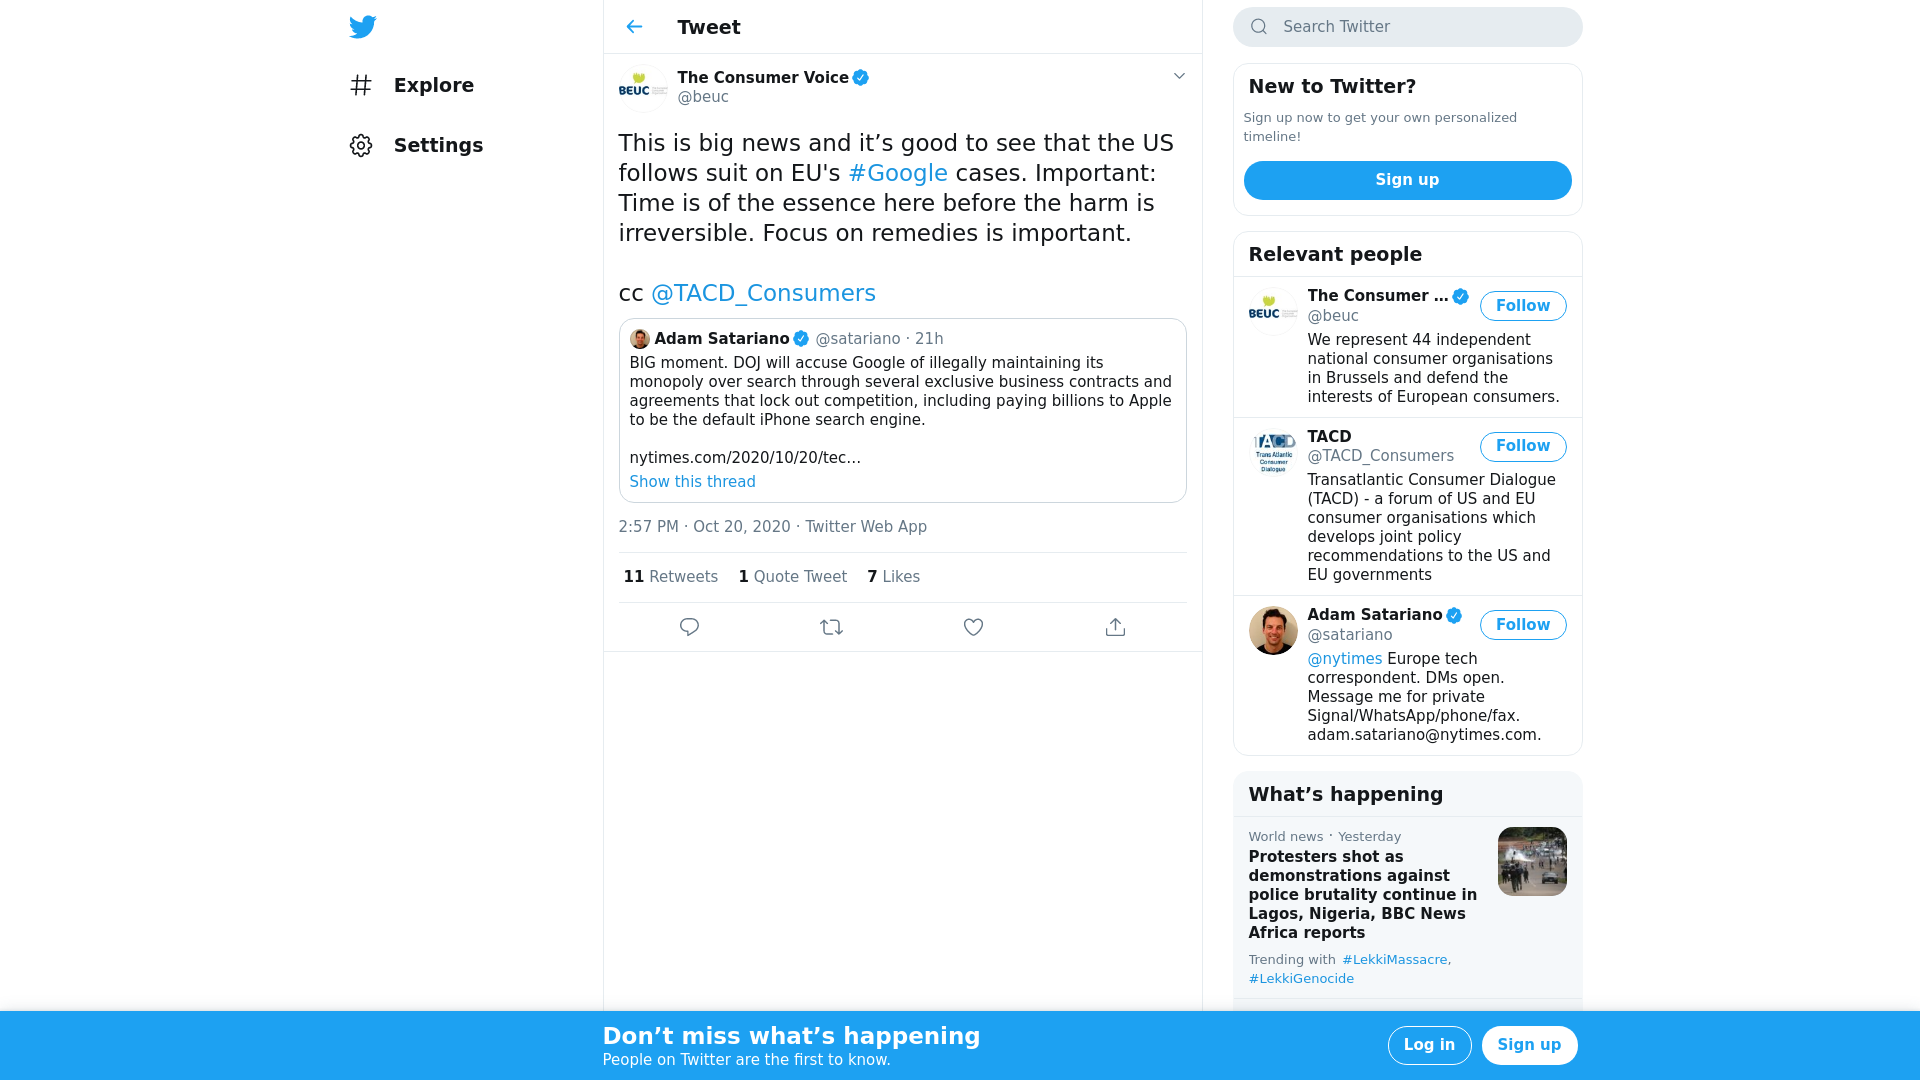 Explore
Settings
Tweet
BEUC
The Consumer Voice
@beuc
This is big news and it’s good to see that the US
follows suit on EU's #Google cases. Important:
Time is of the essence here before the harm is
irreversible. Focus on remedies is important.
cc @TACD_Consumers
Adam Satariano @satariano · 21h
BIG moment. DOJ will accuse Google of illegally maintaining its
monopoly over search through several exclusive business contracts and
agreements that lock out competition, including paying billions to Apple
to be the default iPhone search engine.
nytimes.com/2020/10/20/tec…
Show this thread
2:57 PM · Oct 20, 2020 · Twitter Web App
11 Retweets 1 Quote Tweet 7 Likes
Search Twitter
New to Twitter?
Sign up now to get your own personalized
timeline!
Sign up
Relevant people
BEUC
The Consumer …
@beuc
Follow
We represent 44 independent
national consumer organisations
in Brussels and defend the
interests of European consumers.
TACD
Trans Atlantic
Consumer
Dialogue
TACD
@TACD_Consumers
Follow
Transatlantic Consumer Dialogue
(TACD) - a forum of US and EU
consumer organisations which
develops joint policy
recommendations to the US and
EU governments
Adam Satariano
@satariano
Follow
@nytimes Europe tech
correspondent. DMs open.
Message me for private
Signal/WhatsApp/phone/fax.
adam.satariano@nytimes.com.
What’s happening
World news · Yesterday
Protesters shot as
demonstrations against
police brutality continue in
Lagos, Nigeria, BBC News
Africa reports
Trending with #LekkiMassacre,
#LekkiGenocide
Don’t miss what’s happening
People on Twitter are the first to know.
Log in
Sign up